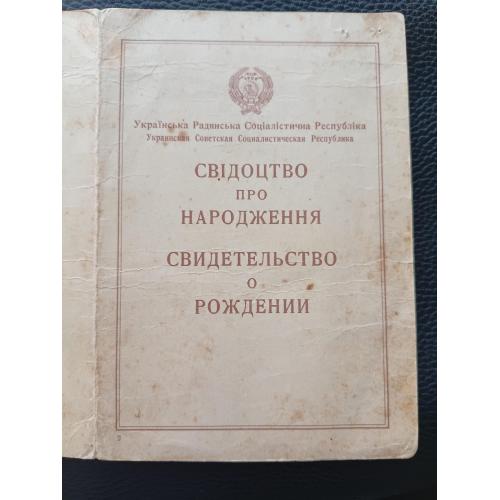 Українська Радянська Соціалістична Республіка
Украинская Советская Социалистическая Республика
СВІДОЦТВО
ПРО
НАРОДЖЕННЯ
СВИДЕТЕЛЬСТВО
О
РОЖДЕНИИ